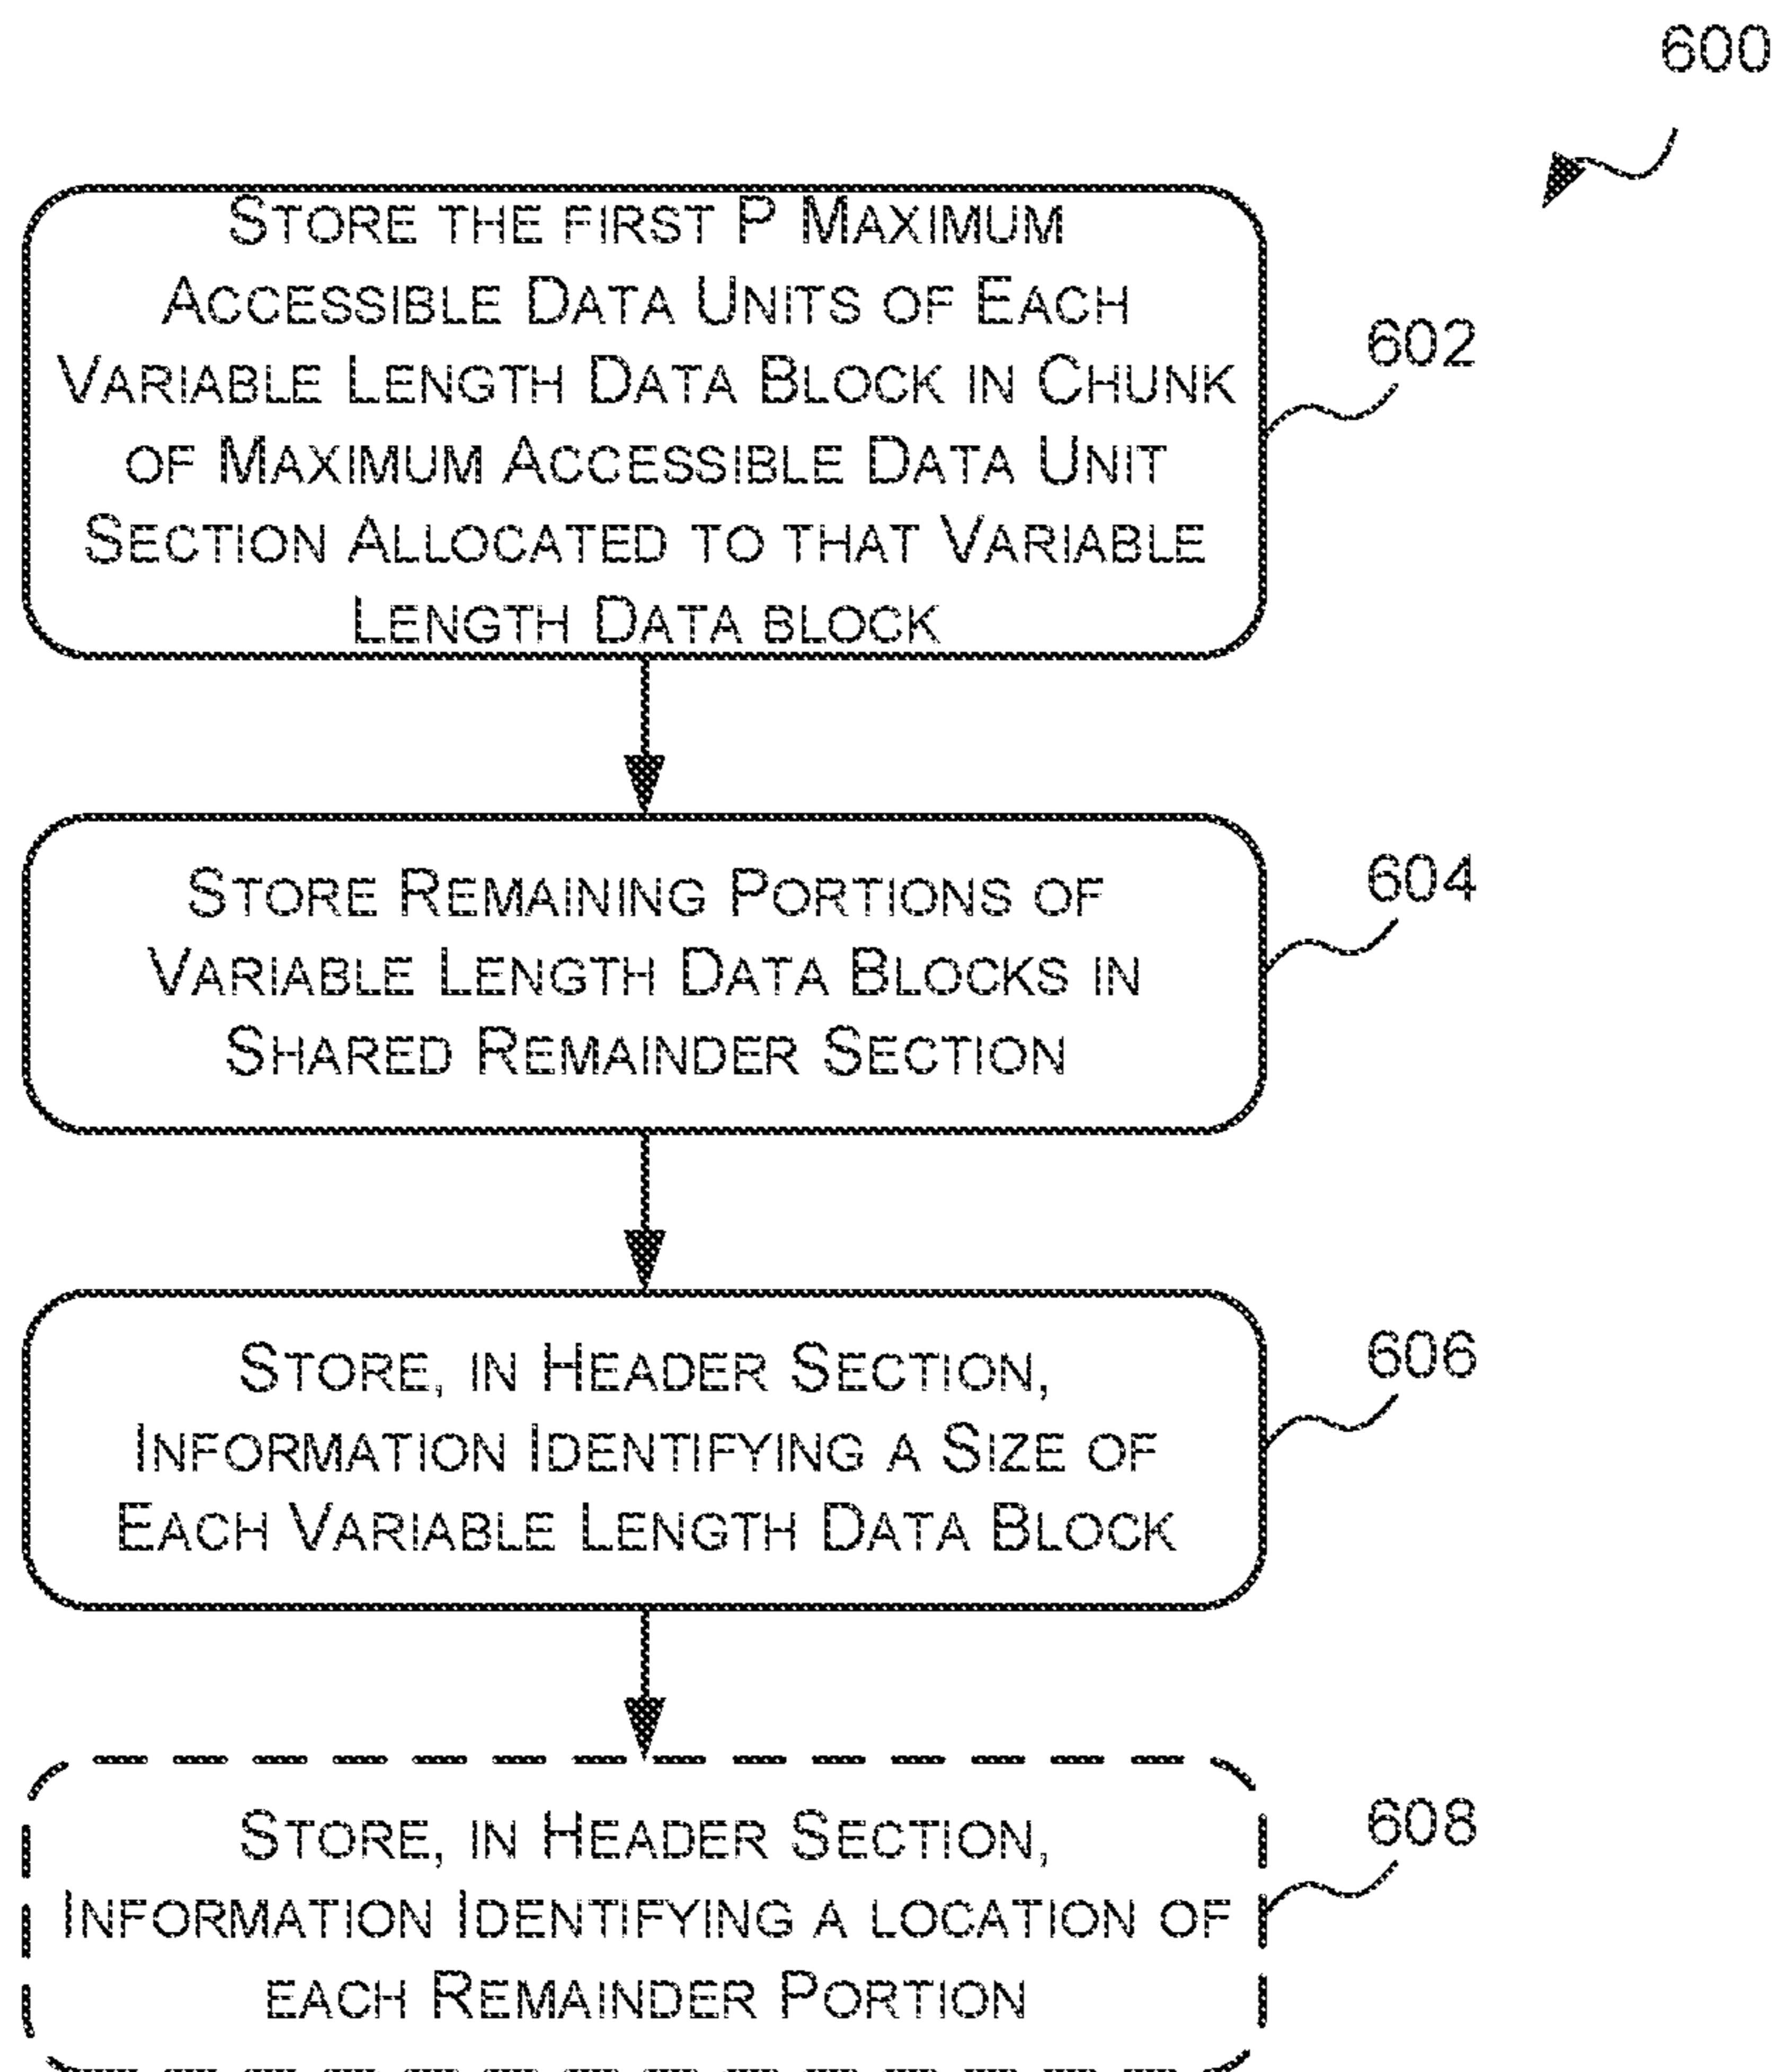 600
STORE THE FIRST P MAXIMUM
ACCESSIBLE DATA UNITS OF EACH
VARIABLE LENGTH DATA BLOCK IN CHUNK
OF MAXIMUM ACCESSIBLE DATA UNIT
SECTION ALLOCATED TO THAT VARIABLE
LENGTH DATA BLOCK
602
STORE REMAINING PORTIONS OF
VARIABLE LENGTH DATA BLOCKS IN
SHARED REMAINDER SECTION
604
STORE, IN HEADER SECTION,
INFORMATION IDENTIFYING A SIZE OF
EACH VARIABLE LENGTH DATA BLOCK
606
STORE, IN HEADER SECTION,
INFORMATION IDENTIFYING A LOCATION OF
EACH REMAINDER PORTION
608